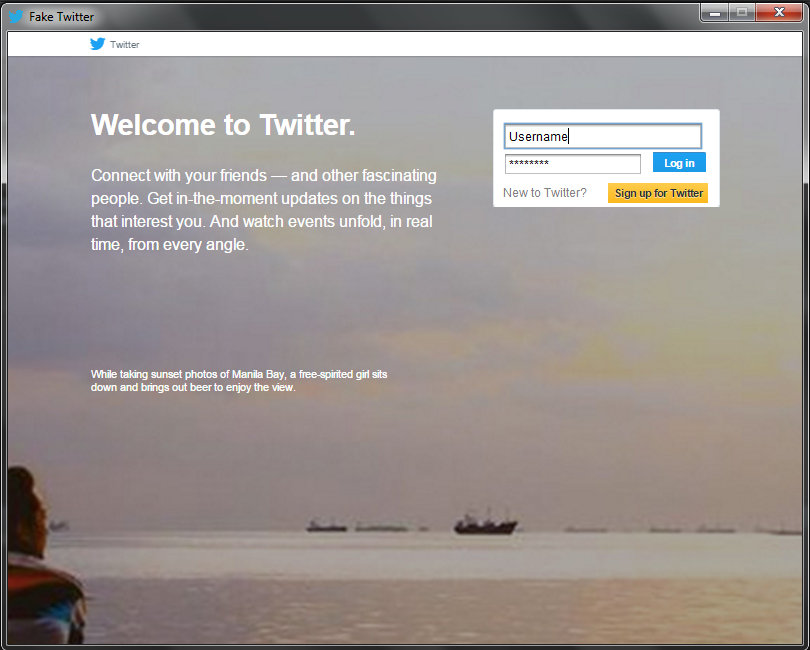 Fake Twitter
Twitter
Welcome to Twitter.
Connect with your friends — and other fascinating
people. Get in-the-moment updates on the things
that interest you. And watch events unfold, in real
time, from every angle.
Username
********
Log in
New to Twitter?
Sign up for Twitter
While taking sunset photos of Manila Bay, a free-spirited girl sits
down and brings out beer to enjoy the view.